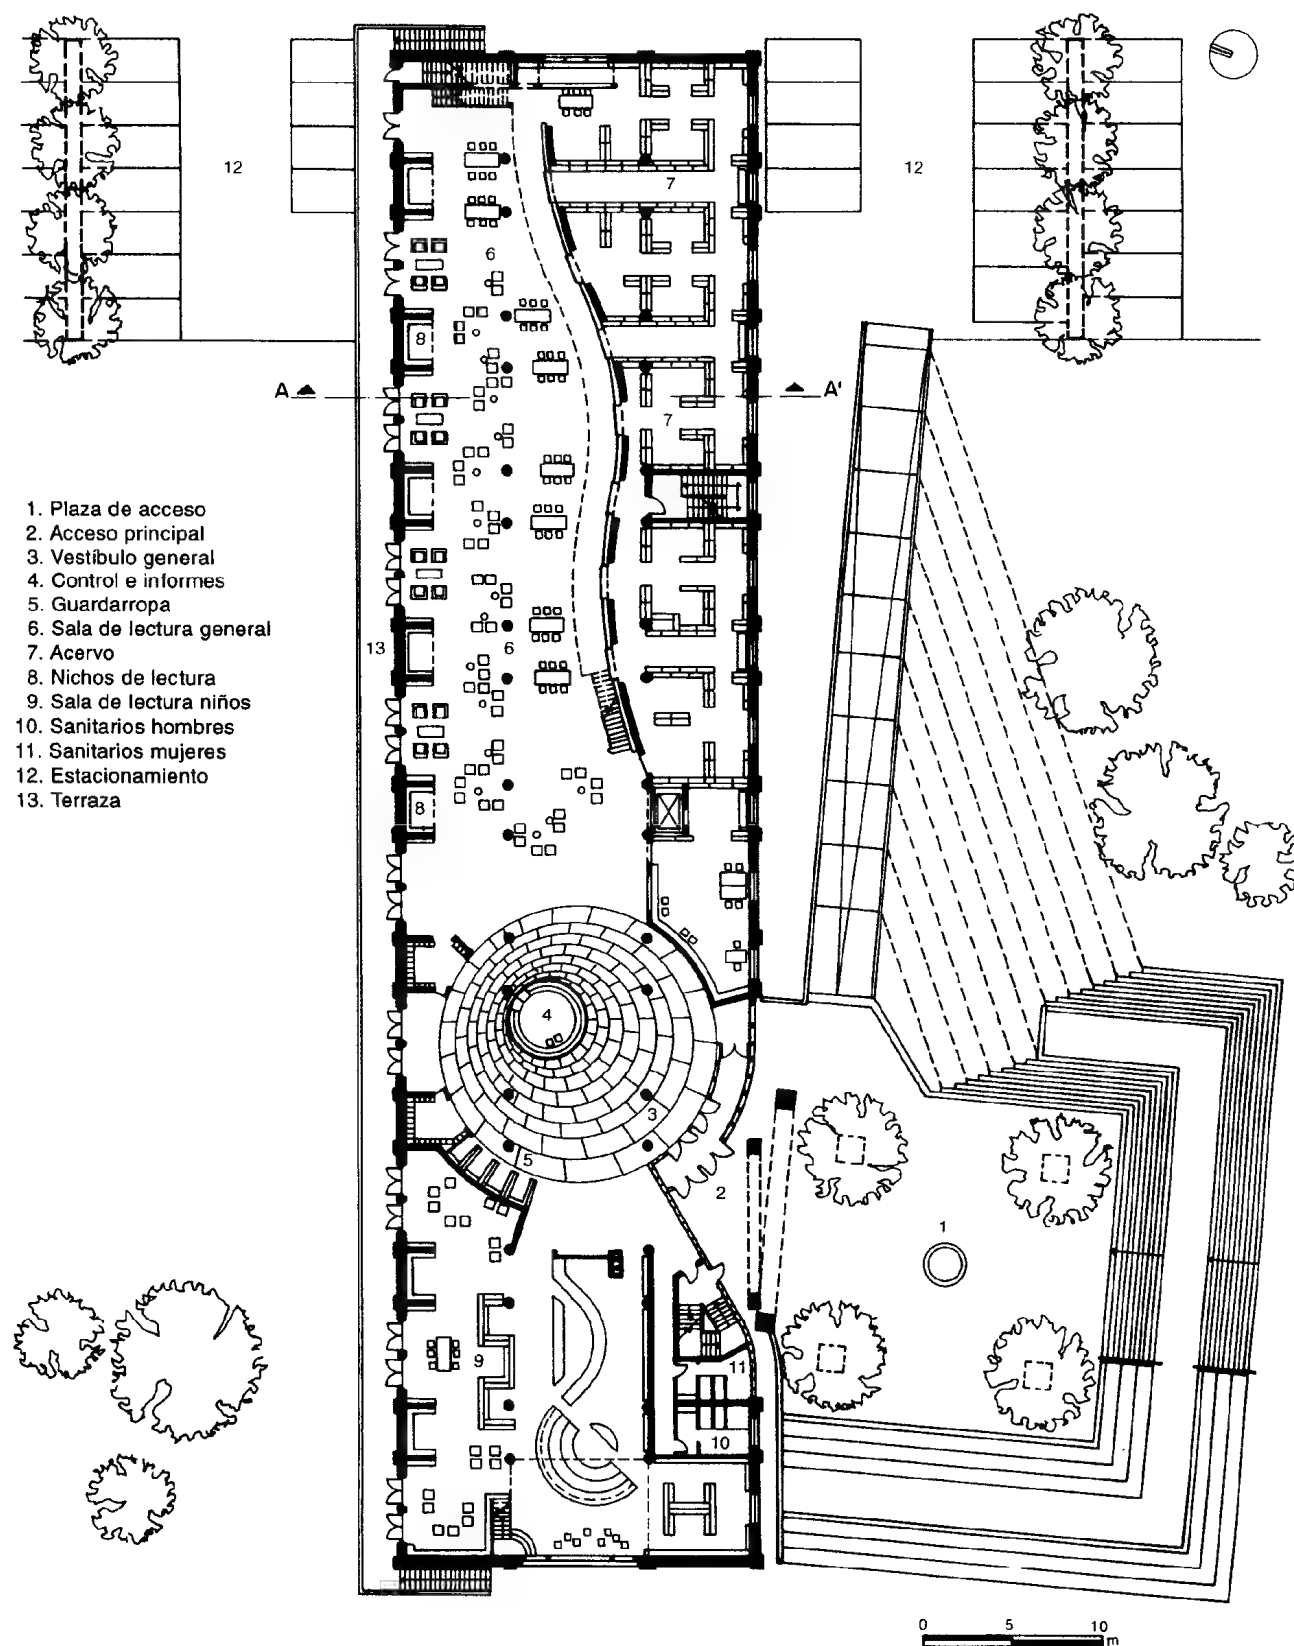 12
12
7
6
8
A
A'
7
1. Plaza de acceso
2. Acceso principal
3. Vestíbulo general
4. Control e informes
5. Guardarropa
6. Sala de lectura general
7. Acervo
8. Nichos de lectura
9. Sala de lectura niños
10. Sanitarios hombres
11. Sanitarios mujeres
12. Estacionamiento
13. Terraza
13
6
8
4
3
5
2
1
9
11
10
0 5 10
m